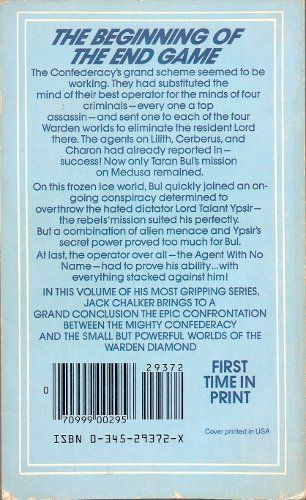 THE BEGINNING OF
THE END GAME
The Confederacy's grand scheme seemed to be
working. They had substituted the
mind of their best operator for the minds of four
criminals—every one a top
assassin—and sent one to each of the four
Warden worlds to eliminate the resident Lord
there. The agents on Lilith, Cerberus, and
Charon had already reported in—
success! Now only Taran Bul's mission
on Medusa remained.
On this frozen ice world, Bul quickly joined an on-
going conspiracy determined to
overthrow the hated dictator Lord Talant Ypsir—
the rebels' mission suited his perfectly.
But a combination of alien menace and Ypsir's
secret power proved too much for Bul.
At last, the operator over all—the Agent With No
Name—had to prove his ability...with
everything stacked against him!
IN THIS VOLUME OF HIS MOST GRIPPING SERIES,
JACK CHALKER BRINGS TO A
GRAND CONCLUSION THE EPIC CONFRONTATION
BETWEEN THE MIGHTY CONFEDERACY
AND THE SMALL BUT POWERFUL WORLDS OF THE
WARDEN DIAMOND
29372
0
70999 00295
ISBN 0-345-29372-X
FIRST
TIME IN
PRINT
Cover printed in USA